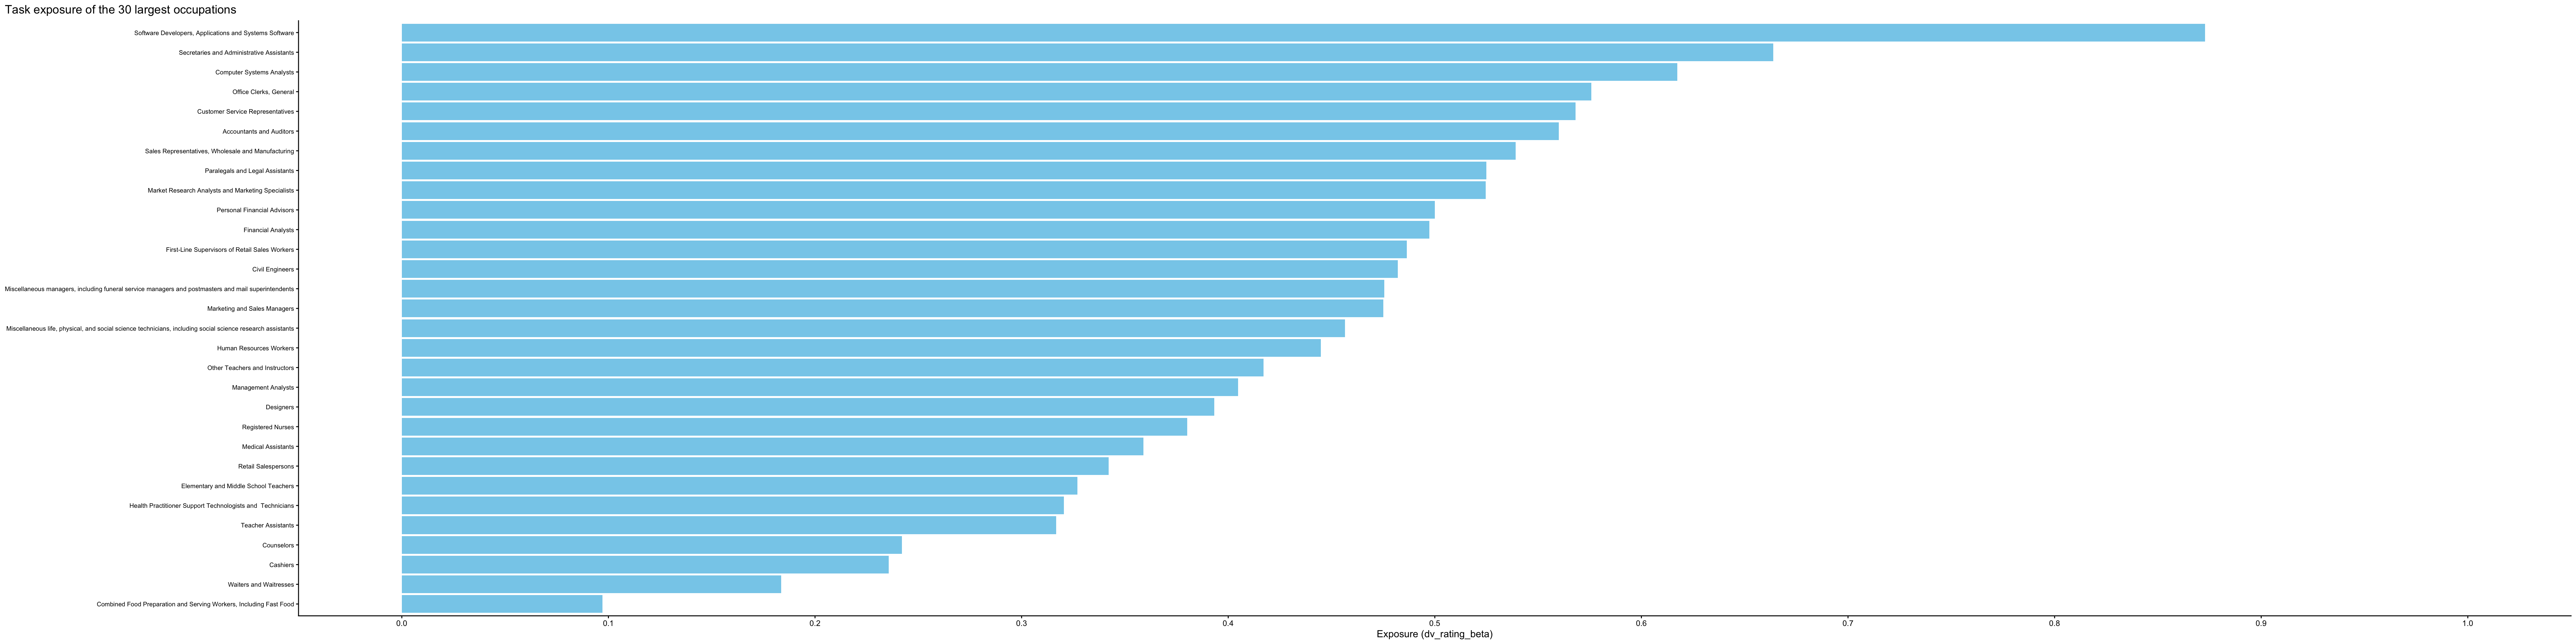 Task exposure of the 30 largest occupations
Software Developers, Applications and Systems Software
Secretaries and Administrative Assistants
Computer Systems Analysts
Office Clerks, General
Customer Service Representatives
Accountants and Auditors
Sales Representatives, Wholesale and Manufacturing
Paralegals and Legal Assistants
Market Research Analysts and Marketing Specialists
Personal Financial Advisors
Financial Analysts
First-Line Supervisors of Retail Sales Workers
Civil Engineers
Miscellaneous managers, including funeral service managers and postmasters and mail superintendents
Marketing and Sales Managers
Miscellaneous life, physical, and social science technicians, including social science research assistants
Human Resources Workers
Other Teachers and Instructors
Management Analysts
Designers
Registered Nurses
Medical Assistants
Retail Salespersons
Elementary and Middle School Teachers
Health Practitioner Support Technologists and  Technicians
Teacher Assistants
Counselors
Cashiers
Waiters and Waitresses
Combined Food Preparation and Serving Workers, Including Fast Food
0.0 0.1 0.2 0.3 0.4 0.5 0.6 0.7 0.8 0.9 1.0
Exposure (dv_rating_beta)